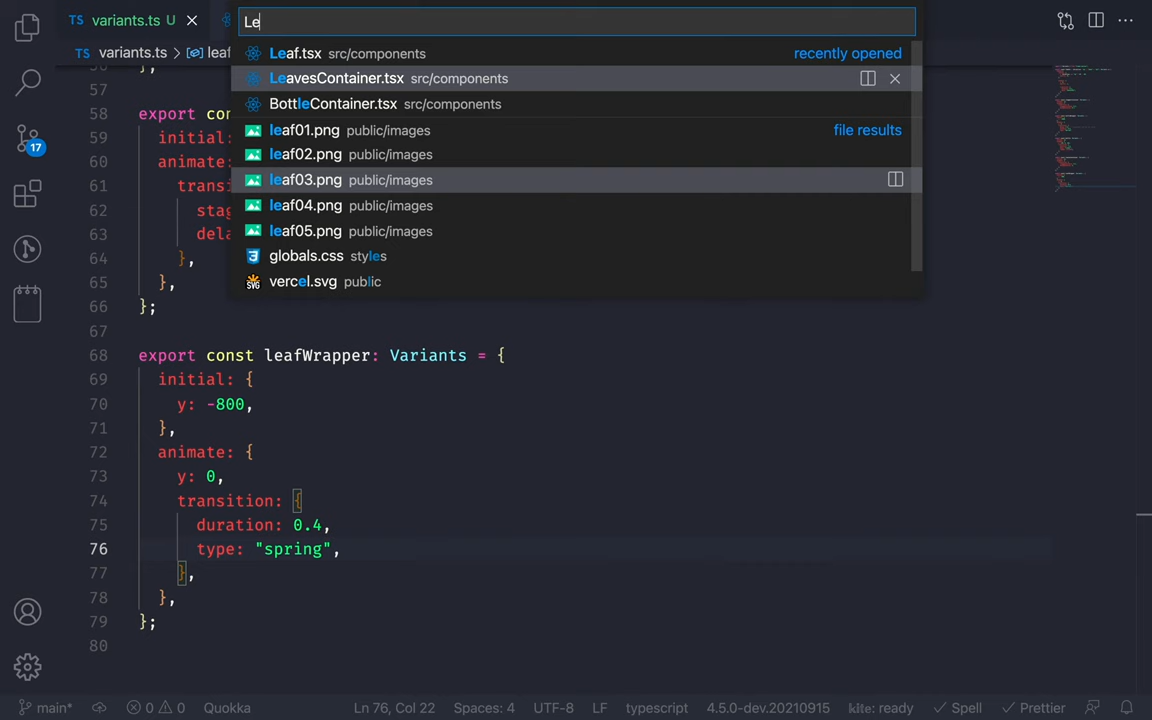 TS variants.ts U
Le
TS variants.ts > leaf
Leaf.tsx src/components recently opened
LeavesContainer.tsx src/components
BottleContainer.tsx src/components
leaf01.png public/images file results
leaf02.png public/images
leaf03.png public/images
leaf04.png public/images
leaf05.png public/images
globals.css styles
vercel.svg public
17
57
58 export con
59 initial:
60 animate:
61 transi
62 stag
63 dela
64 },
65 },
66 };
67
68 export const leafWrapper: Variants = {
69 initial: {
70 y: -800,
71 },
72 animate: {
73 y: 0,
74 transition: {
75 duration: 0.4,
76 type: "spring",
77 },
78 },
79 };
80
main* 0 0 Quokka Ln 76, Col 22 Spaces: 4 UTF-8 LF typescript 4.5.0-dev.20210915 kite: ready Spell Prettier